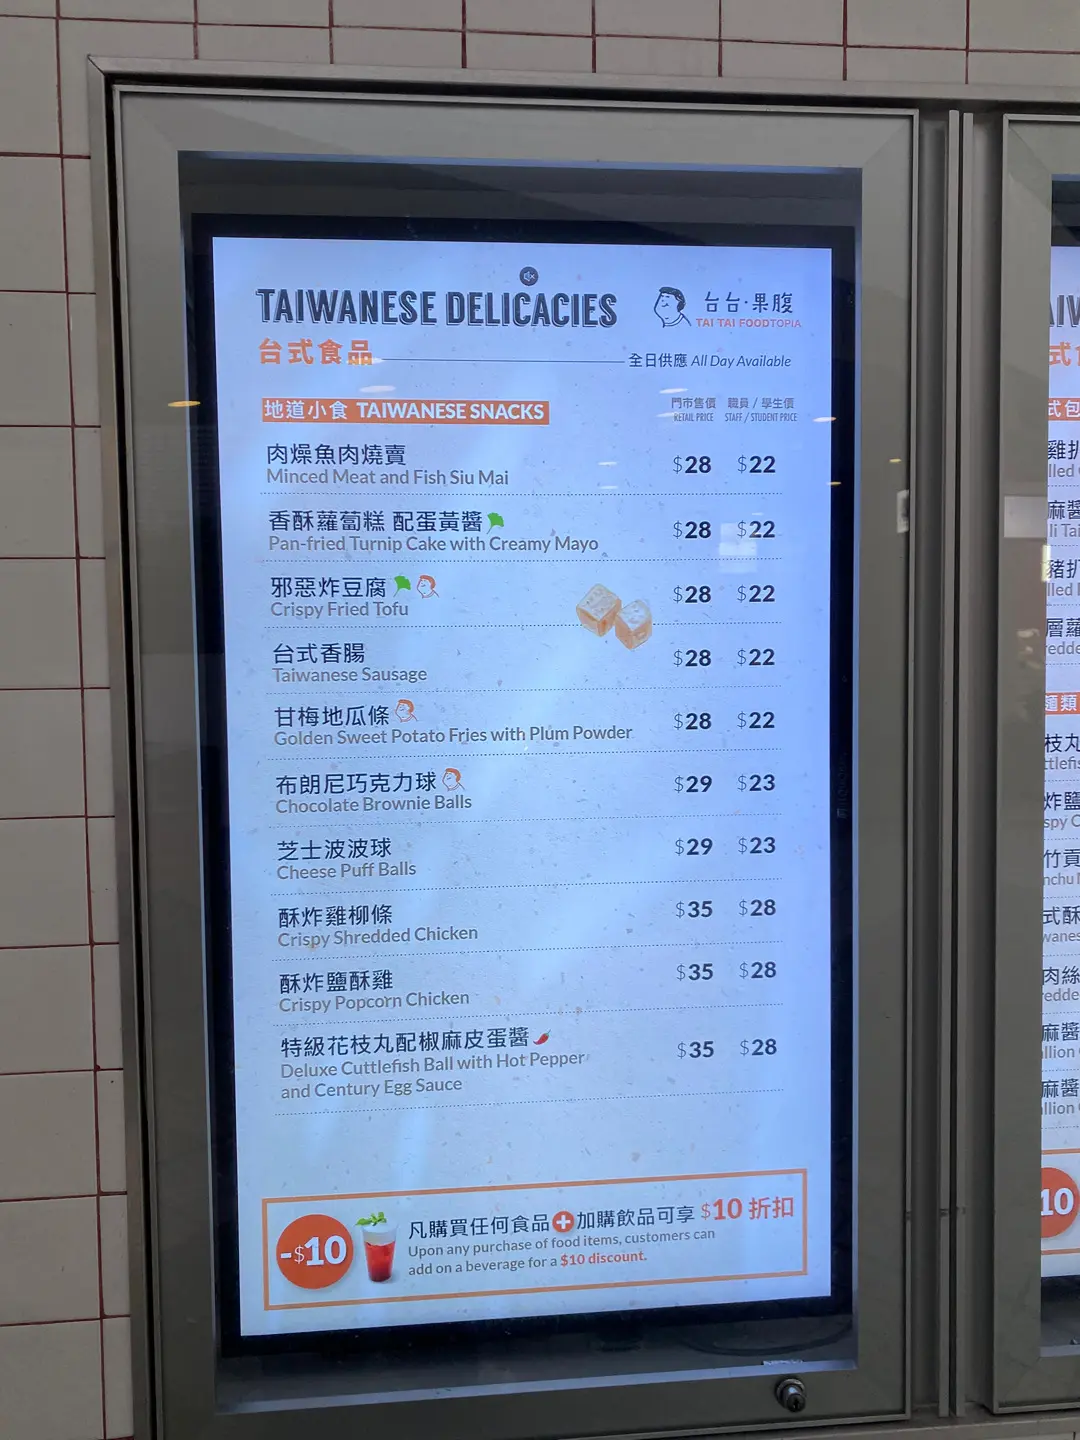 TAIWANESE DELICACIES
台台·果腹
TAI TAI FOODTOPIA
台式食品
全日供應 All Day Available
地道小食 TAIWANESE SNACKS
門市售價 職員 / 學生價
RETAIL PRICE STAFF / STUDENT PRICE
肉燥魚肉燒賣
Minced Meat and Fish Siu Mai
$28 $22
香酥蘿蔔糕 配蛋黃醬
Pan-fried Turnip Cake with Creamy Mayo
$28 $22
邪惡炸豆腐
Crispy Fried Tofu
$28 $22
台式香腸
Taiwanese Sausage
$28 $22
甘梅地瓜條
Golden Sweet Potato Fries with Plum Powder
$28 $22
布朗尼巧克力球
Chocolate Brownie Balls
$29 $23
芝士波波球
Cheese Puff Balls
$29 $23
酥炸雞柳條
Crispy Shredded Chicken
$35 $28
酥炸鹽酥雞
Crispy Popcorn Chicken
$35 $28
特級花枝丸配椒麻皮蛋醬
Deluxe Cuttlefish Ball with Hot Pepper
and Century Egg Sauce
$35 $28
-$10
凡購買任何食品+加購飲品可享 $10 折扣
Upon any purchase of food items, customers can
add on a beverage for a $10 discount.